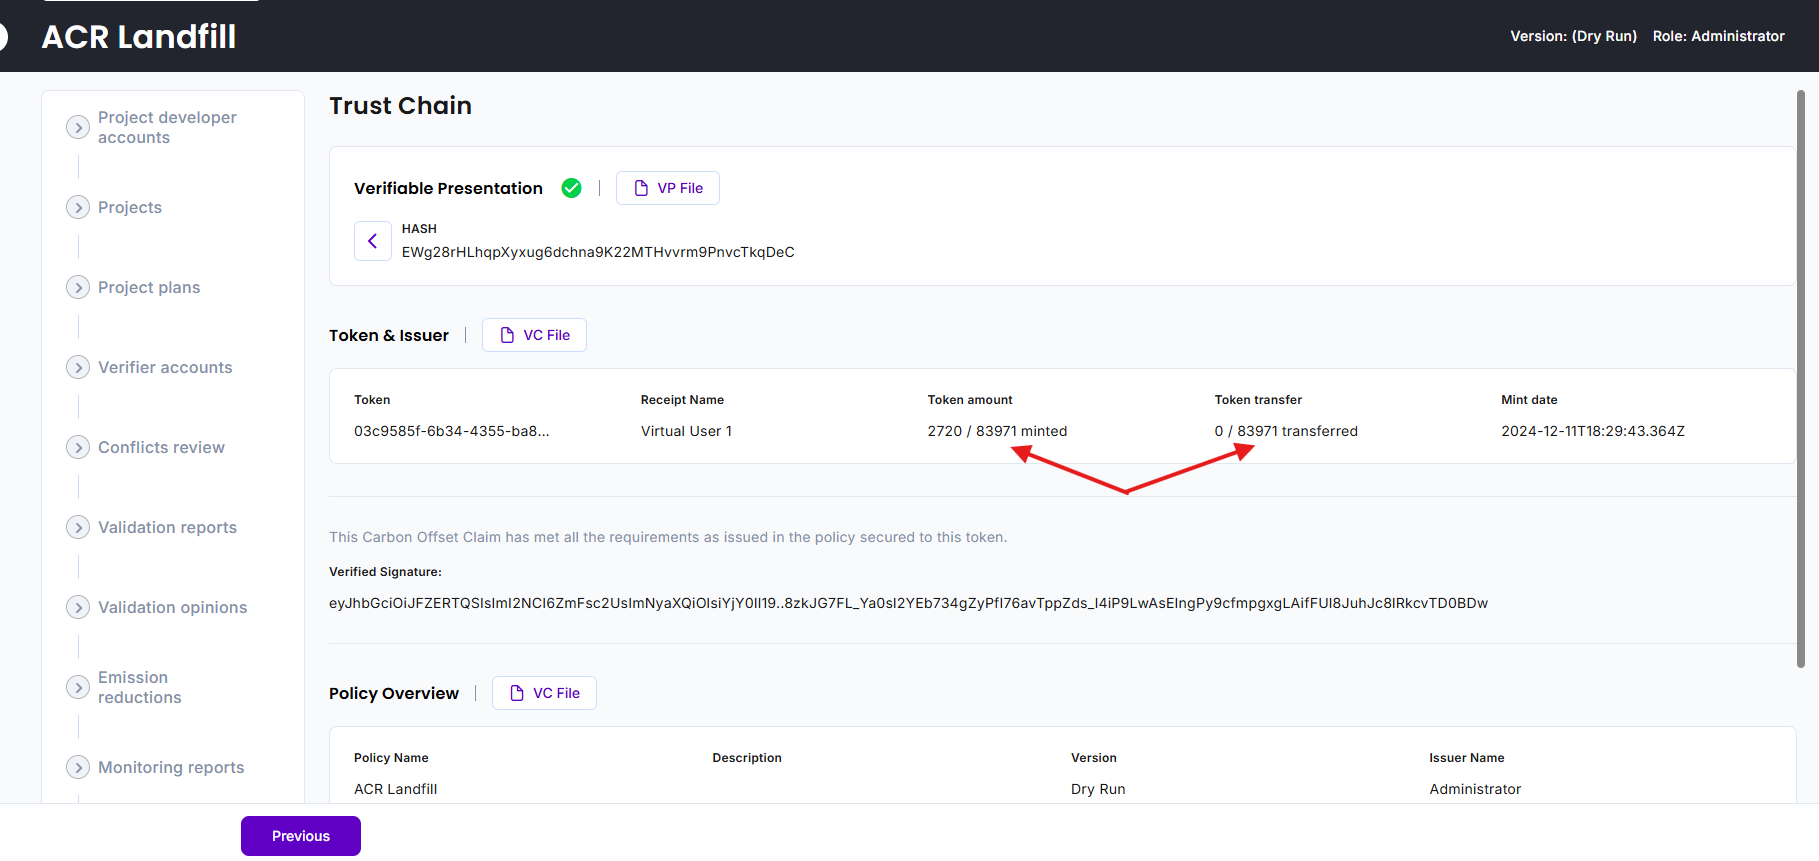 ACR Landfill
Version: (Dry Run) Role: Administrator
Project developer
accounts
Projects
Project plans
Verifier accounts
Conflicts review
Validation reports
Validation opinions
Emission
reductions
Monitoring reports
Trust Chain
Verifiable Presentation
VP File
HASH
EWg28rHLhqpXyxug6dchna9K22MTHvvrm9PnvcTkqDeC
Token & Issuer
VC File
Token Receipt Name Token amount Token transfer Mint date
03c9585f-6b34-4355-ba8... Virtual User 1 2720 / 83971 minted 0 / 83971 transferred 2024-12-11T18:29:43.364Z
This Carbon Offset Claim has met all the requirements as issued in the policy secured to this token.
Verified Signature:
eyJhbGciOiJFZERTQSIsImI2NCI6ZmFsc2UsImNyaXQiOlsiYjY0Il19..8zkJG7FL_Ya0sI2YEb734gZyPfI76avTppZds_I4iP9LwAsEIngPy9cfmpgxgLAifFUI8JuhJc8IRkcvTD0BDw
Policy Overview
VC File
Policy Name Description Version Issuer Name
ACR Landfill Dry Run Administrator
Previous